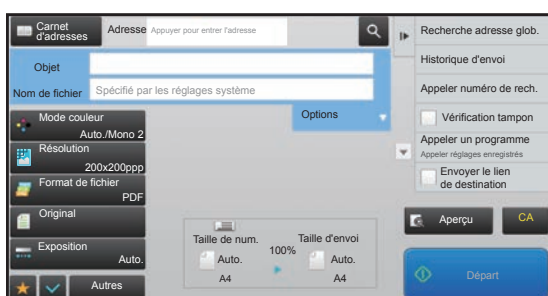 Carnet
d'adresses
Adresse
Appuyer pour entrer l'adresse
Objet
Nom de fichier
Spécifié par les réglages système
Options
Mode couleur
Auto./Mono 2
Résolution
200x200ppp
Format de fichier
PDF
Original
Exposition
Auto.
Autres
Taille de num.
Auto.
A4
100%
Taille d'envoi
Auto.
A4
Recherche adresse glob.
Historique d'envoi
Appeler numéro de rech.
Vérification tampon
Appeler un programme
Appeler réglages enregistrés
Envoyer le lien
de destination
Aperçu
CA
Départ